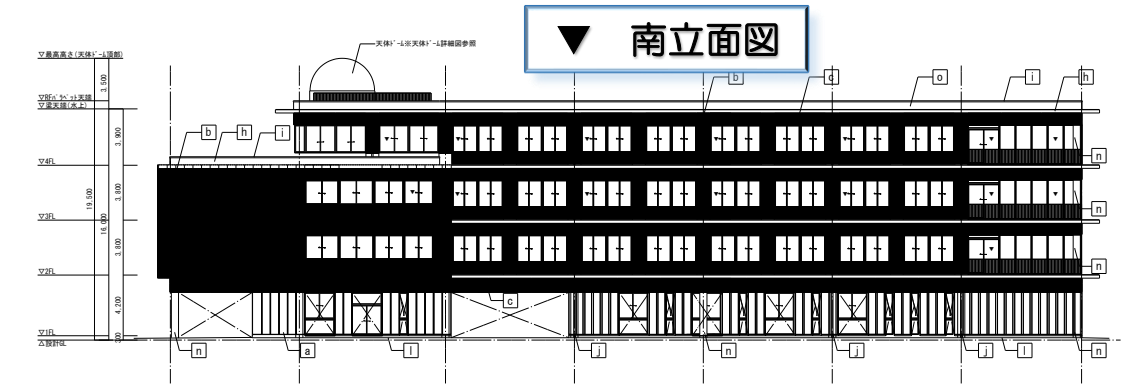 ▼ 南立面図
天体ドーム※天体ドーム詳細図参照
▽最高高さ(天体ドーム頂部)
3,500
▽RFパラペット天端
▽梁天端(水上)
b
c
o
i
h
3,900
b
h
i
n
▽4FL
3,800
19,500
16,000
n
▽3FL
3,800
n
▽2FL
4,200
c
▽1FL
300
△設計GL
n
a
l
j
n
j
j
l
n